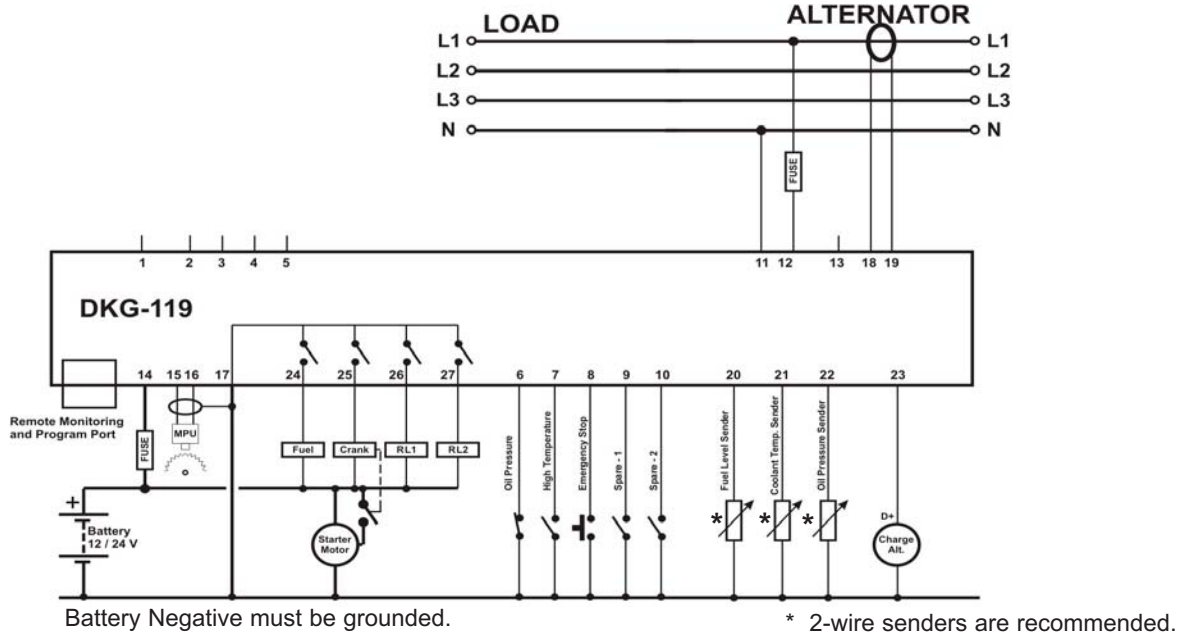 LOAD
ALTERNATOR
L1
L1
L2
L2
L3
L3
N
N
FUSE
1
2
3
4
5
11
12
13
18
19
DKG-119
14
15
16
17
24
25
26
27
6
7
8
9
10
20
21
22
23
Remote Monitoring
and Program Port
FUSE
MPU
Fuel
Crank
RL1
RL2
Oil Pressure
High Temperature
Emergency Stop
Spare - 1
Spare - 2
Fuel Level Sender
Coolant Temp. Sender
Oil Pressure Sender
*
*
*
D+
Charge
Alt.
+
Battery
12 / 24 V
Starter
Motor
Battery Negative must be grounded.
* 2-wire senders are recommended.